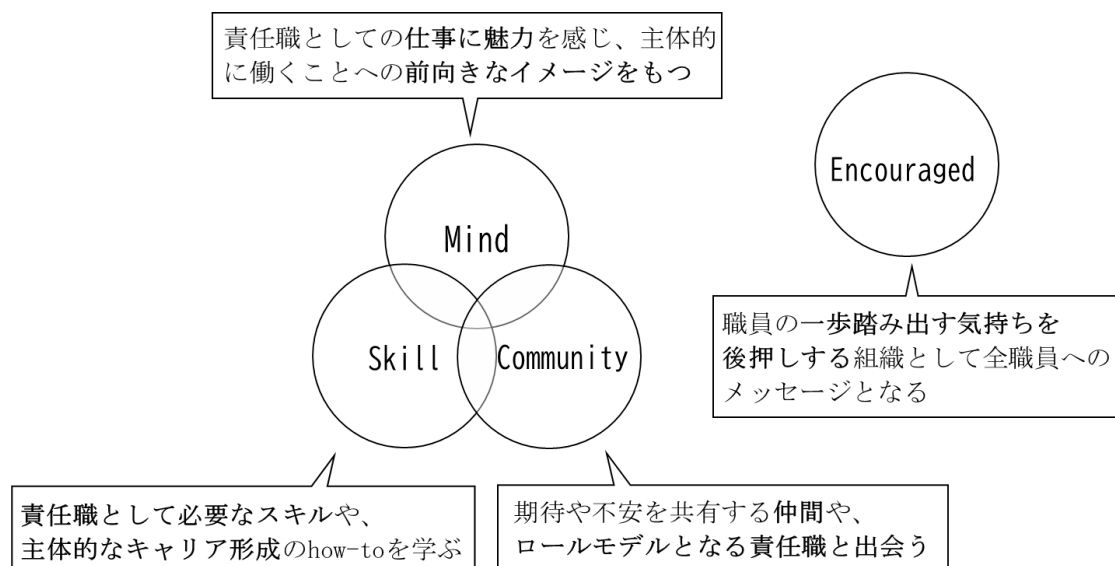 責任職としての仕事に魅力を感じ、主体的
に働くことへの前向きなイメージをもつ
Mind
Skill
Community
Encouraged
職員の一歩踏み出す気持ちを
後押しする組織として全職員への
メッセージとなる
責任職として必要なスキルや、
主体的なキャリア形成のhow-toを学ぶ
期待や不安を共有する仲間や、
ロールモデルとなる責任職と出会う